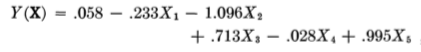 Y(X) = .058 − .233X₁ − 1.096X₂
+ .713X₃ − .028X₄ + .995X₅